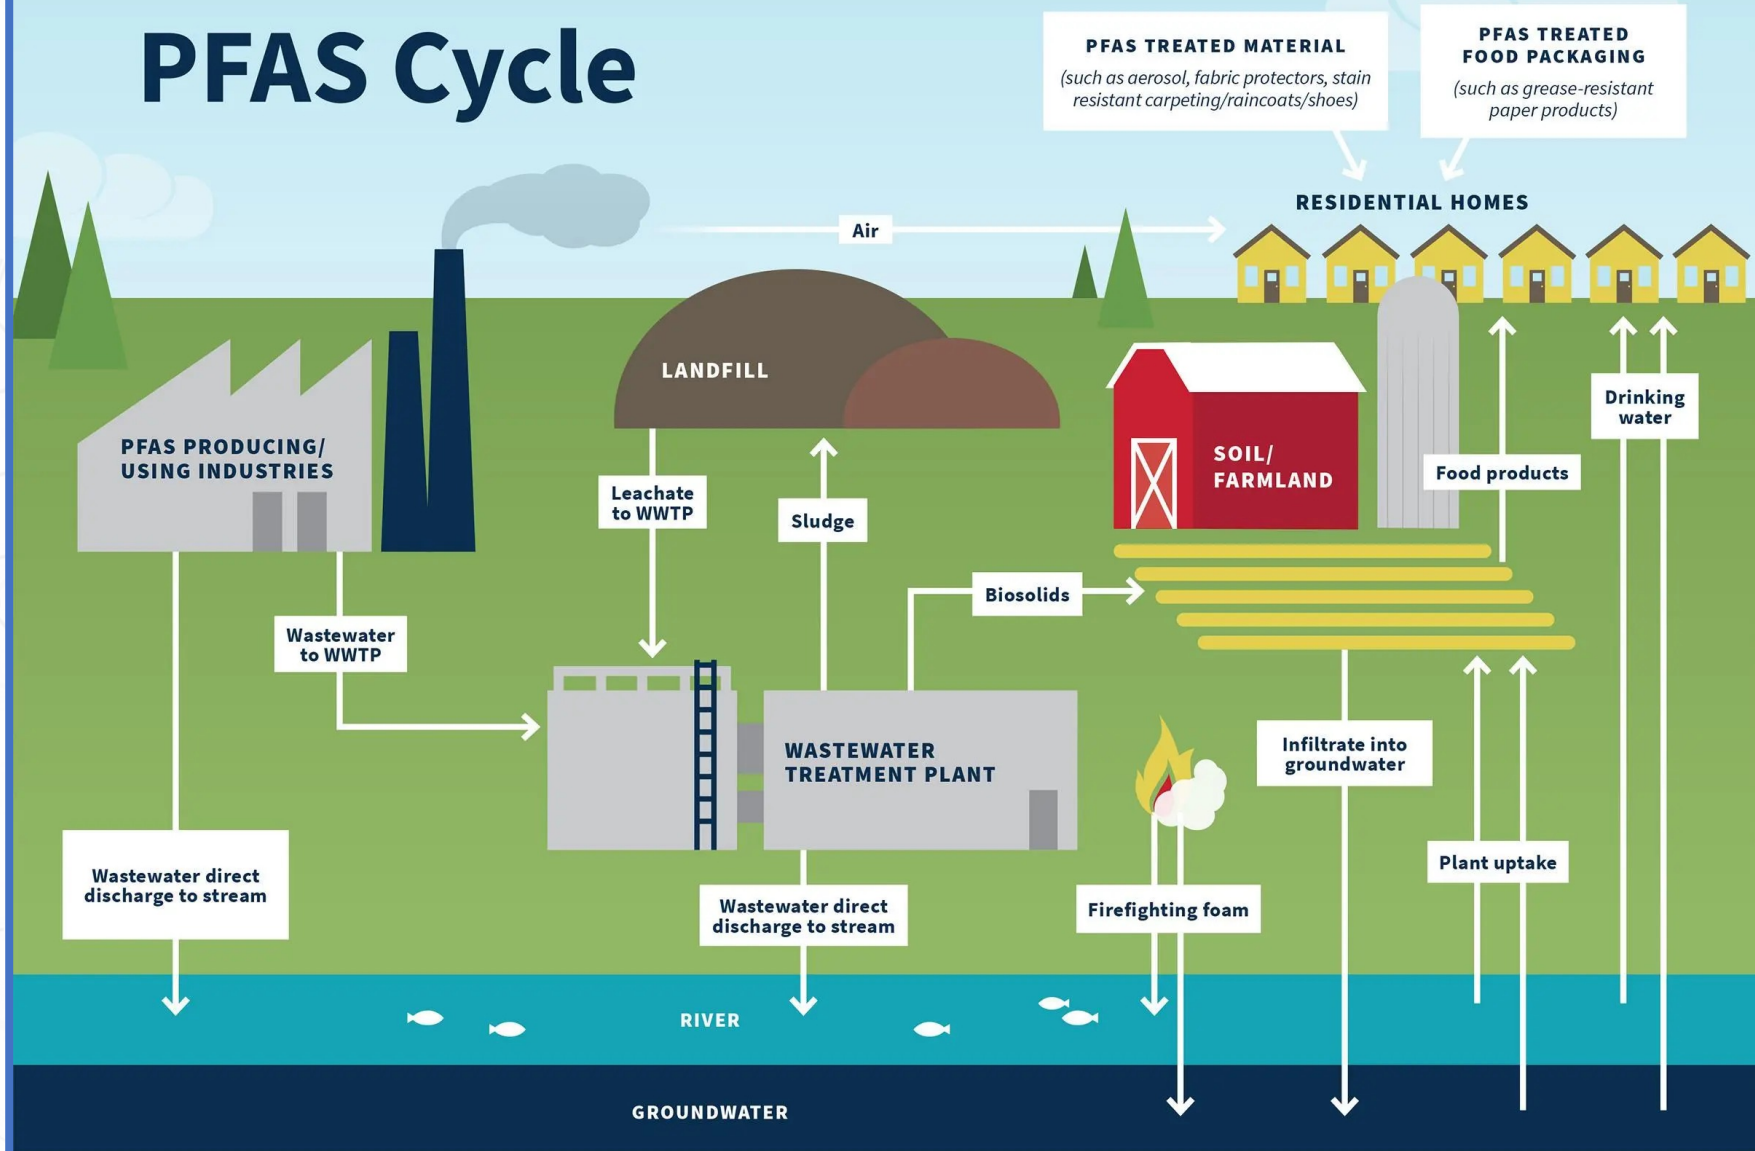 PFAS Cycle
PFAS TREATED MATERIAL
(such as aerosol, fabric protectors, stain
resistant carpeting/raincoats/shoes)
PFAS TREATED
FOOD PACKAGING
(such as grease-resistant
paper products)
RESIDENTIAL HOMES
Air
LANDFILL
PFAS PRODUCING/
USING INDUSTRIES
Leachate
to WWTP
Sludge
SOIL/
FARMLAND
Food products
Drinking
water
Biosolids
Wastewater
to WWTP
WASTEWATER
TREATMENT PLANT
Infiltrate into
groundwater
Plant uptake
Wastewater direct
discharge to stream
Wastewater direct
discharge to stream
Firefighting foam
RIVER
GROUNDWATER